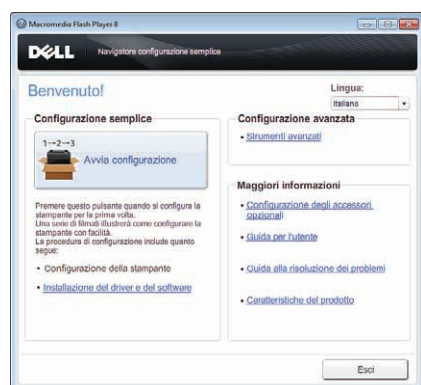 Macromedia Flash Player 8
DELL
Navigatore configurazione semplice
Benvenuto!
Lingua:
Italiano
Configurazione semplice
1→2→3
Avvia configurazione
Premere questo pulsante quando si configura la
stampante per la prima volta.
Una serie di filmati illustrerà come configurare la
stampante con facilità.
La procedura di configurazione include quanto
segue:
• Configurazione della stampante
• Installazione del driver e del software
Configurazione avanzata
• Strumenti avanzati
Maggiori informazioni
• Configurazione degli accessori
opzionali
• Guida per l'utente
• Guida alla risoluzione dei problemi
• Caratteristiche del prodotto
Esci